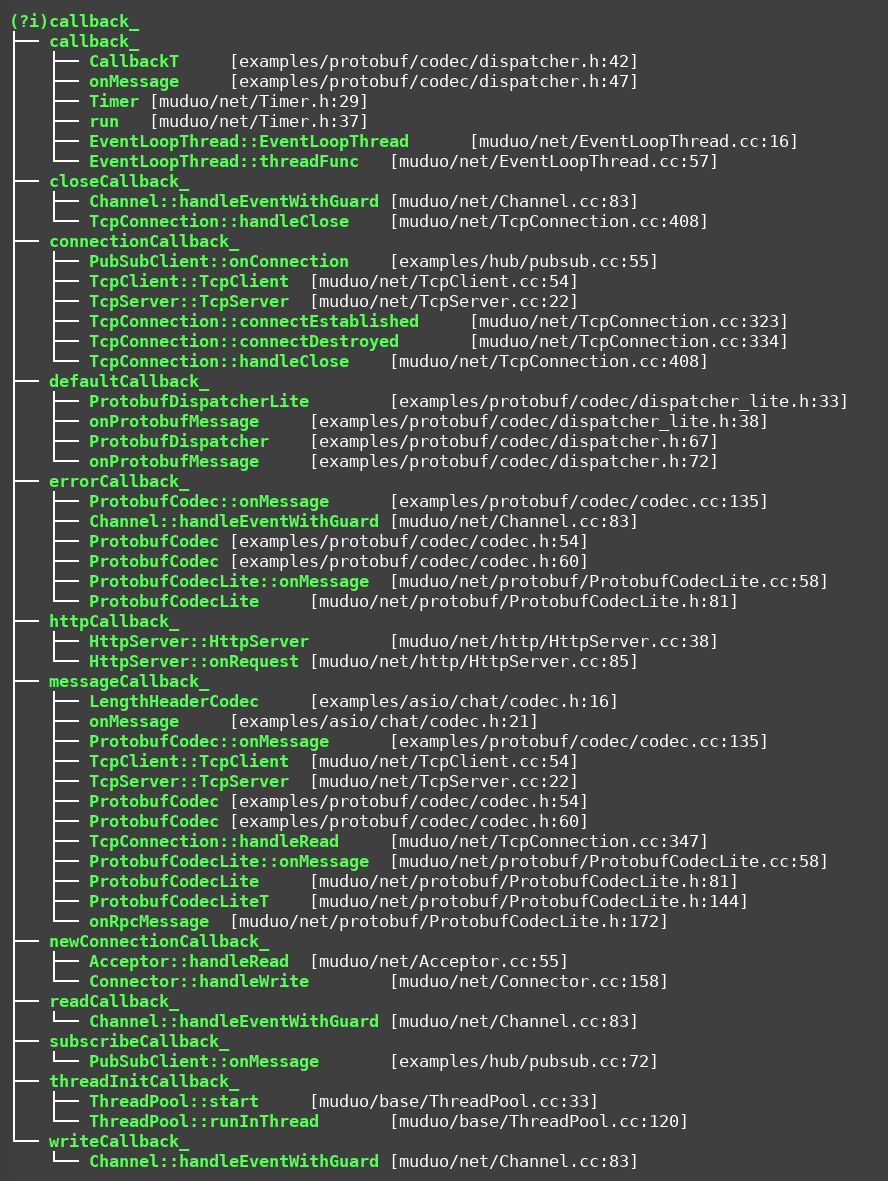 (?i)callback_
callback_
CallbackT [examples/protobuf/codec/dispatcher.h:42]
onMessage [examples/protobuf/codec/dispatcher.h:47]
Timer [muduo/net/Timer.h:29]
run [muduo/net/Timer.h:37]
EventLoopThread::EventLoopThread [muduo/net/EventLoopThread.cc:16]
EventLoopThread::threadFunc [muduo/net/EventLoopThread.cc:57]
closeCallback_
Channel::handleEventWithGuard [muduo/net/Channel.cc:83]
TcpConnection::handleClose [muduo/net/TcpConnection.cc:408]
connectionCallback_
PubSubClient::onConnection [examples/hub/pubsub.cc:55]
TcpClient::TcpClient [muduo/net/TcpClient.cc:54]
TcpServer::TcpServer [muduo/net/TcpServer.cc:22]
TcpConnection::connectEstablished [muduo/net/TcpConnection.cc:323]
TcpConnection::connectDestroyed [muduo/net/TcpConnection.cc:334]
TcpConnection::handleClose [muduo/net/TcpConnection.cc:408]
defaultCallback_
ProtobufDispatcherLite [examples/protobuf/codec/dispatcher_lite.h:33]
onProtobufMessage [examples/protobuf/codec/dispatcher_lite.h:38]
ProtobufDispatcher [examples/protobuf/codec/dispatcher.h:67]
onProtobufMessage [examples/protobuf/codec/dispatcher.h:72]
errorCallback_
ProtobufCodec::onMessage [examples/protobuf/codec/codec.cc:135]
Channel::handleEventWithGuard [muduo/net/Channel.cc:83]
ProtobufCodec [examples/protobuf/codec/codec.h:54]
ProtobufCodec [examples/protobuf/codec/codec.h:60]
ProtobufCodecLite::onMessage [muduo/net/protobuf/ProtobufCodecLite.cc:58]
ProtobufCodecLite [muduo/net/protobuf/ProtobufCodecLite.h:81]
httpCallback_
HttpServer::HttpServer [muduo/net/http/HttpServer.cc:38]
HttpServer::onRequest [muduo/net/http/HttpServer.cc:85]
messageCallback_
LengthHeaderCodec [examples/asio/chat/codec.h:16]
onMessage [examples/asio/chat/codec.h:21]
ProtobufCodec::onMessage [examples/protobuf/codec/codec.cc:135]
TcpClient::TcpClient [muduo/net/TcpClient.cc:54]
TcpServer::TcpServer [muduo/net/TcpServer.cc:22]
ProtobufCodec [examples/protobuf/codec/codec.h:54]
ProtobufCodec [examples/protobuf/codec/codec.h:60]
TcpConnection::handleRead [muduo/net/TcpConnection.cc:347]
ProtobufCodecLite::onMessage [muduo/net/protobuf/ProtobufCodecLite.cc:58]
ProtobufCodecLite [muduo/net/protobuf/ProtobufCodecLite.h:81]
ProtobufCodecLiteT [muduo/net/protobuf/ProtobufCodecLite.h:144]
onRpcMessage [muduo/net/protobuf/ProtobufCodecLite.h:172]
newConnectionCallback_
Acceptor::handleRead [muduo/net/Acceptor.cc:55]
Connector::handleWrite [muduo/net/Connector.cc:158]
readCallback_
Channel::handleEventWithGuard [muduo/net/Channel.cc:83]
subscribeCallback_
PubSubClient::onMessage [examples/hub/pubsub.cc:72]
threadInitCallback_
ThreadPool::start [muduo/base/ThreadPool.cc:33]
ThreadPool::runInThread [muduo/base/ThreadPool.cc:120]
writeCallback_
Channel::handleEventWithGuard [muduo/net/Channel.cc:83]